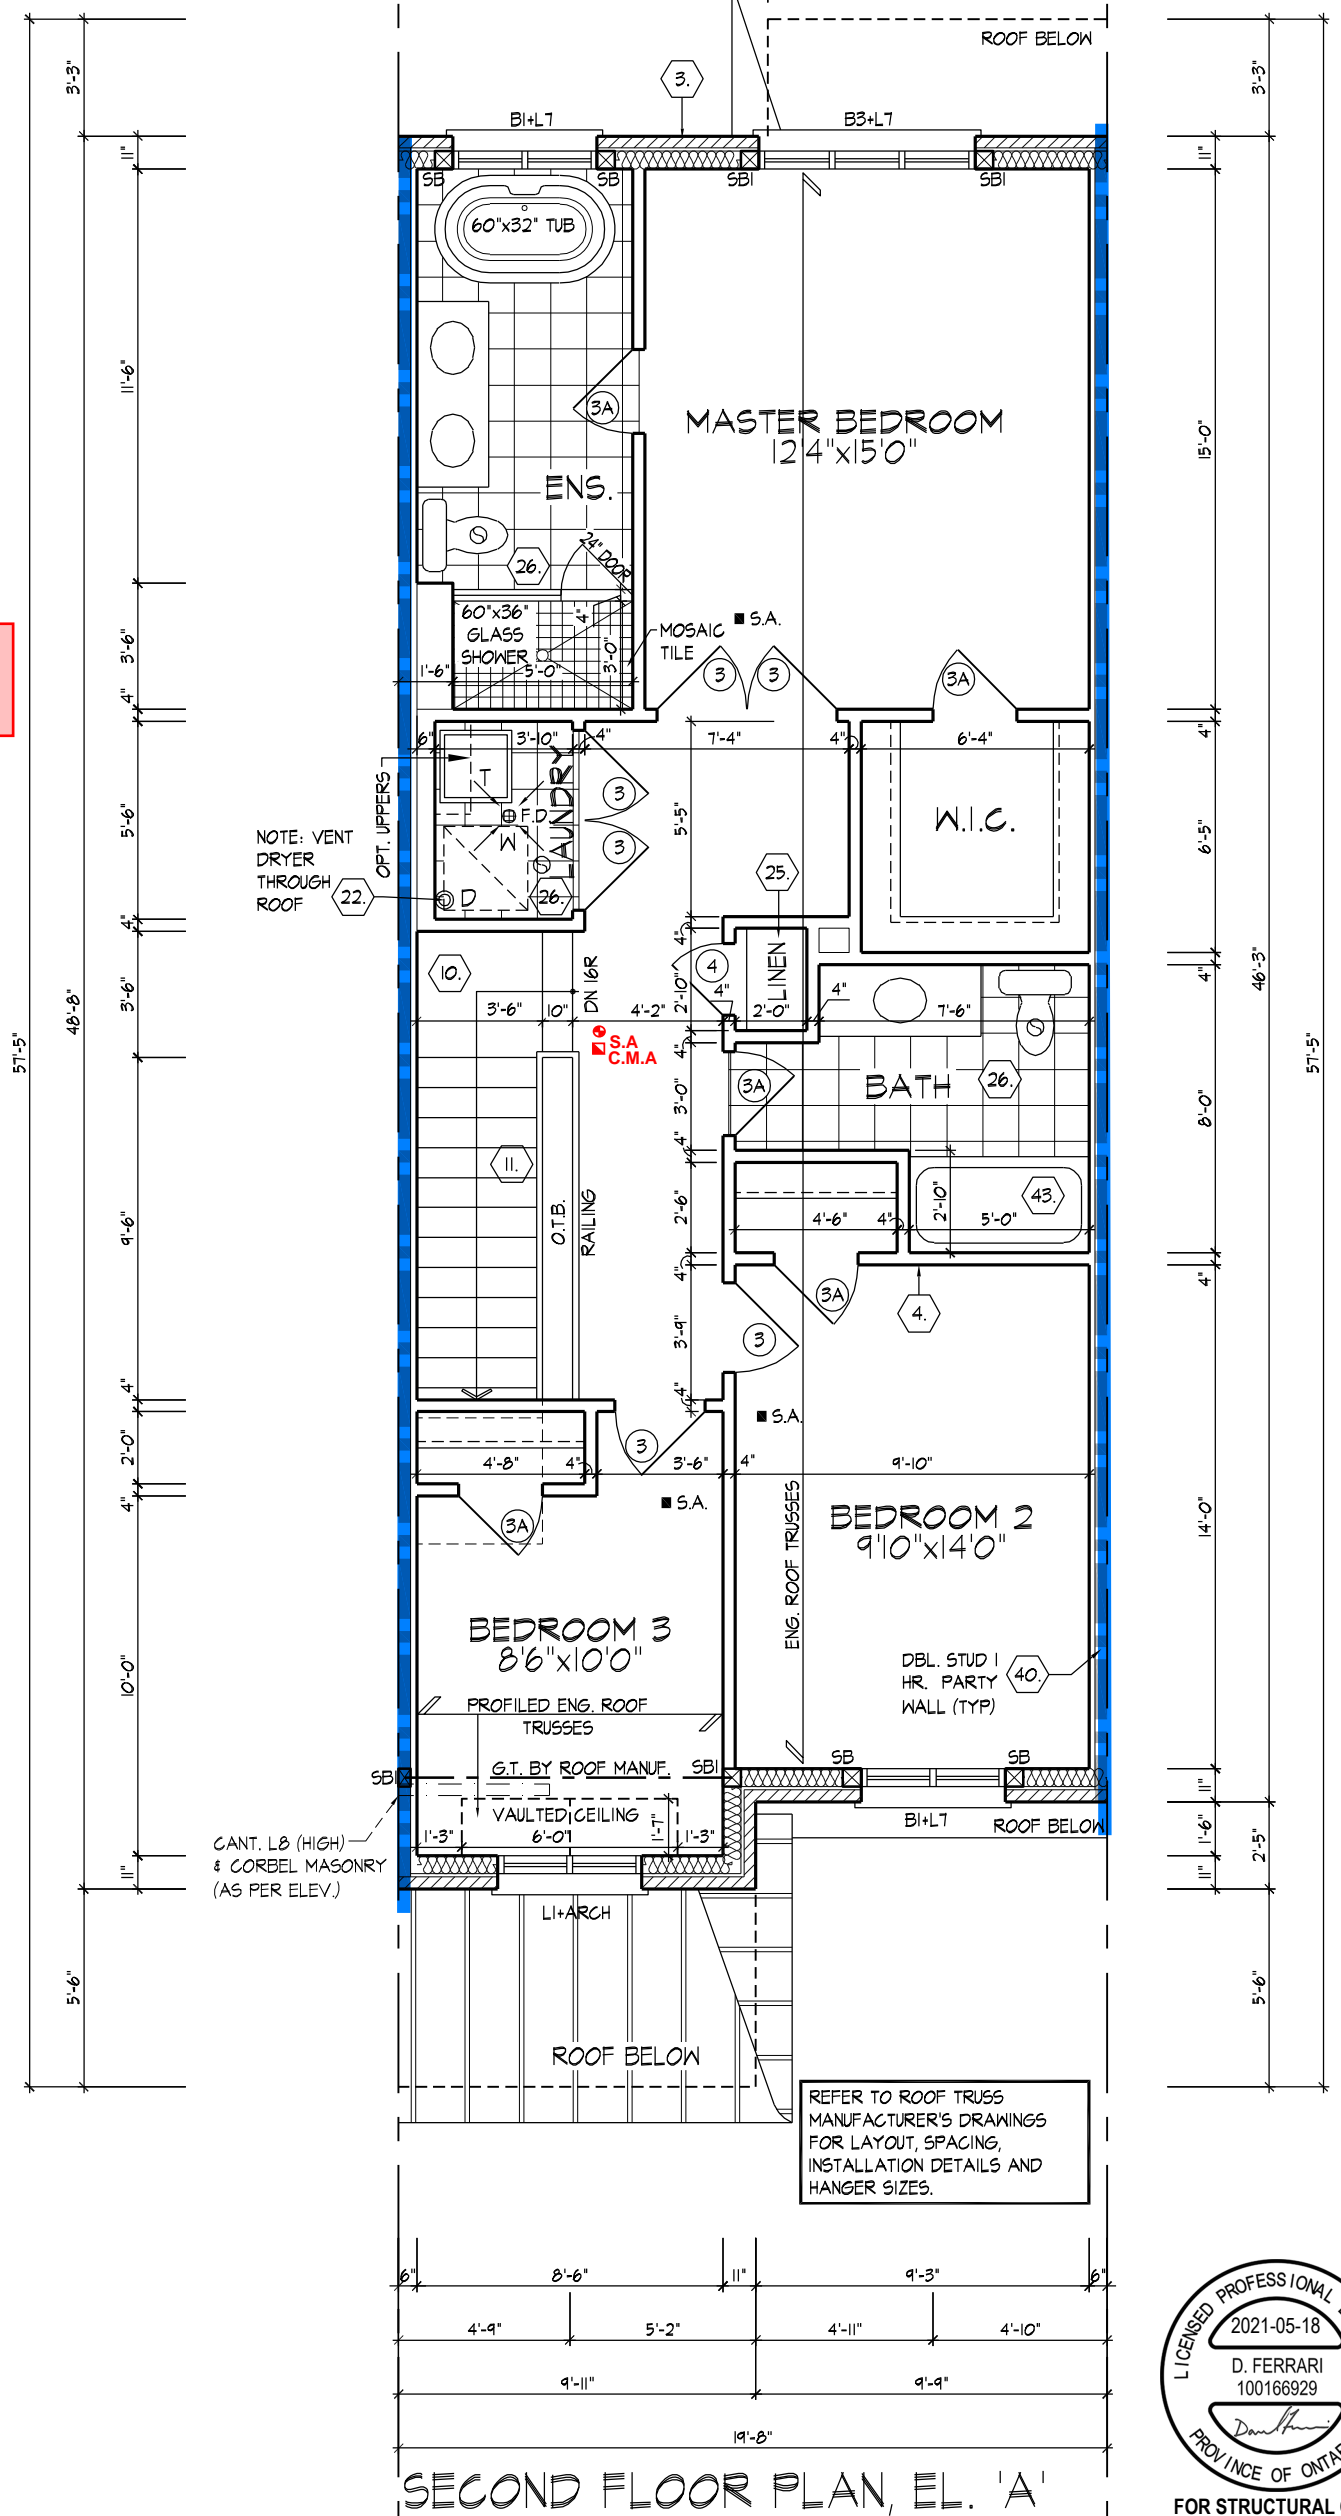 ROOF BELOW
3'-3"
3'-3"
3.
B1+L7
B3+L7
11"
11"
SB
SB
SB1
SB1
60"x32" TUB
11'-6"
3A
MASTER BEDROOM
12'4"x15'0"
15'-0"
ENS.
24" DOOR
26.
60"x36"
GLASS
SHOWER
4"
3'-0"
MOSAIC
TILE
S.A.
3'-6"
1'-6"
5'-0"
3
3
3A
4"
4"
6"
3'-10"
4"
7'-4"
4"
6'-4"
OPT. UPPERS
T
F.D.
W
LAUNDRY
3
3
5'-6"
5'-5"
W.I.C.
6'-5"
NOTE: VENT
DRYER
THROUGH
ROOF
22.
D
26.
25.
4"
4"
LINEN
10.
DN 16R
4
2'-10"
4"
4"
4"
46'-3"
48'-8"
3'-6"
3'-6"
10"
4'-2"
2'-0"
7'-6"
57'-5"
57'-5"
S.A
C.M.A
4"
3A
BATH
26.
3'-0"
8'-0"
4"
11.
O.T.B.
RAILING
2'-6"
4'-6"
4"
2'-10"
5'-0"
43.
9'-6"
4"
4"
3A
4.
3
3'-9"
4"
4"
S.A.
3
2'-0"
4'-8"
4"
3'-6"
4"
9'-10"
4"
S.A.
3A
ENG. ROOF TRUSSES
BEDROOM 2
9'10"x14'0"
14'-0"
BEDROOM 3
8'6"x10'0"
10'-0"
DBL. STUD 1
HR. PARTY
WALL (TYP)
40.
PROFILED ENG. ROOF
TRUSSES
SB1
G.T. BY ROOF MANUF.
SB1
SB
SB
11"
VAULTED CEILING
1'-7"
B1+L7
ROOF BELOW
1'-6"
2'-5"
CANT. L8 (HIGH)
& CORBEL MASONRY
(AS PER ELEV.)
1'-3"
6'-0"
1'-3"
11"
11"
L1+ARCH
5'-6"
5'-6"
ROOF BELOW
REFER TO ROOF TRUSS
MANUFACTURER'S DRAWINGS
FOR LAYOUT, SPACING,
INSTALLATION DETAILS AND
HANGER SIZES.
6"
8'-6"
11"
9'-3"
6"
4'-9"
5'-2"
4'-11"
4'-10"
9'-11"
9'-9"
19'-8"
SECOND FLOOR PLAN, EL. 'A'
LICENSED PROFESSIONAL
2021-05-18
D. FERRARI
100166929
PROVINCE OF ONTA
FOR STRUCTURAL